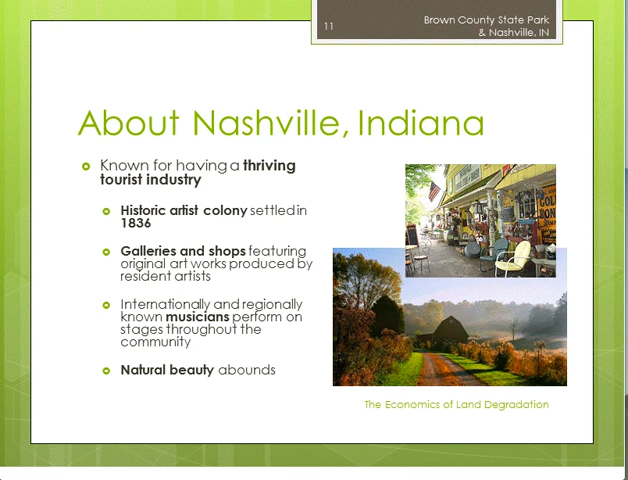 11
Brown County State Park
& Nashville, IN
About Nashville, Indiana
Known for having a thriving
tourist industry
Historic artist colony settled in
1836
Galleries and shops featuring
original art works produced by
resident artists
Internationally and regionally
known musicians perform on
stages throughout the
community
Natural beauty abounds
The Economics of Land Degradation